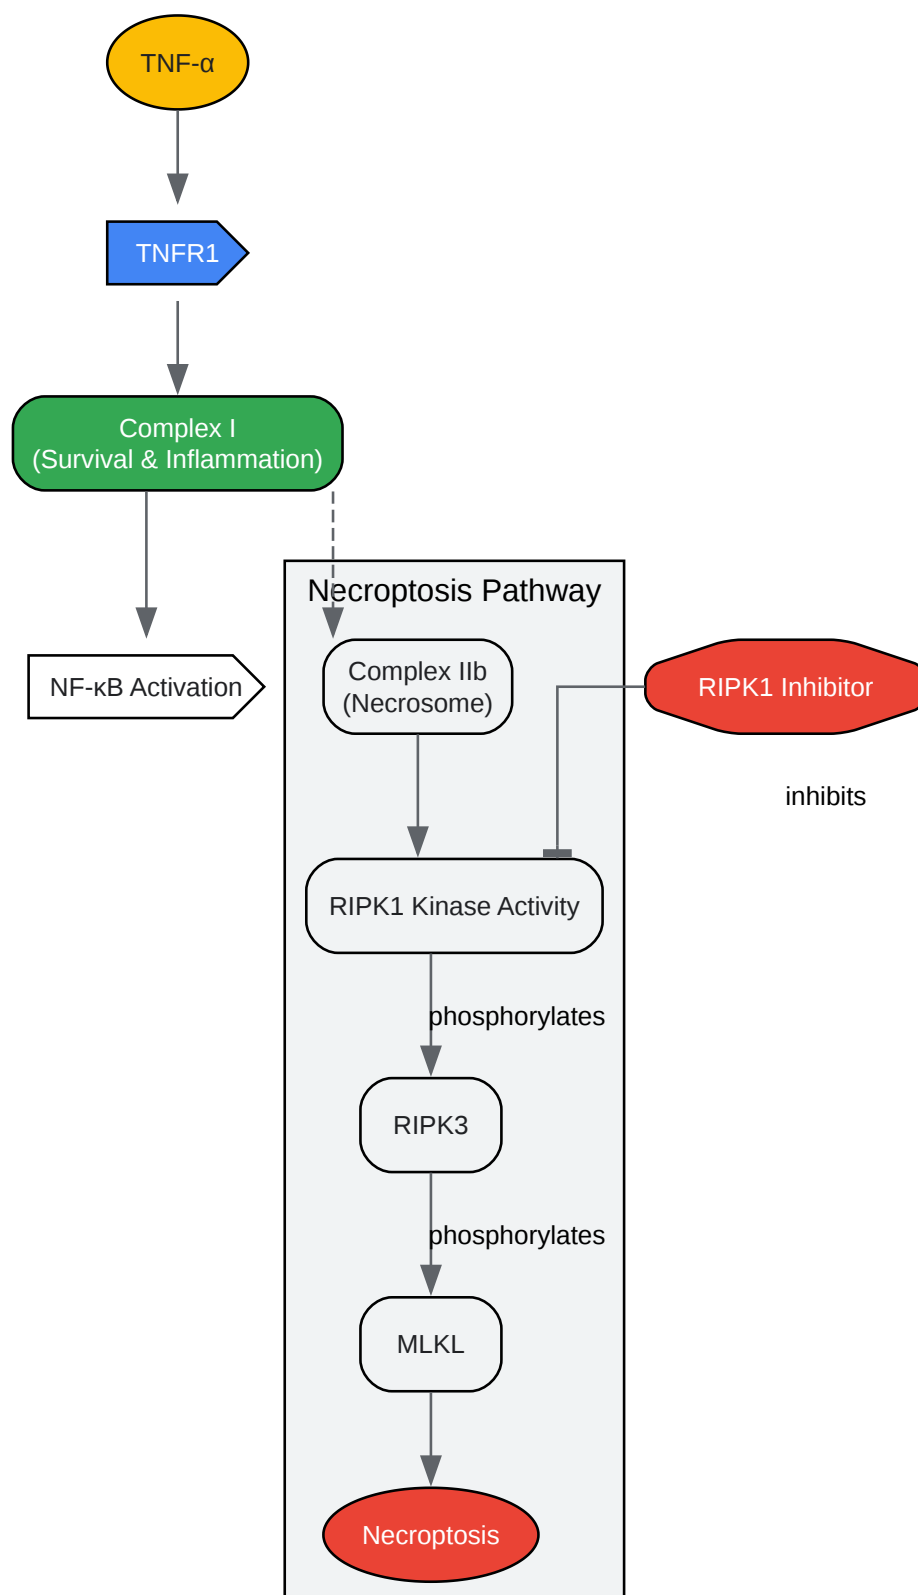 TNF-α
TNFR1
Complex I
(Survival & Inflammation)
Necroptosis Pathway
NF-κB Activation
Complex IIb
(Necrosome)
RIPK1 Inhibitor
inhibits
RIPK1 Kinase Activity
phosphorylates
RIPK3
phosphorylates
MLKL
Necroptosis